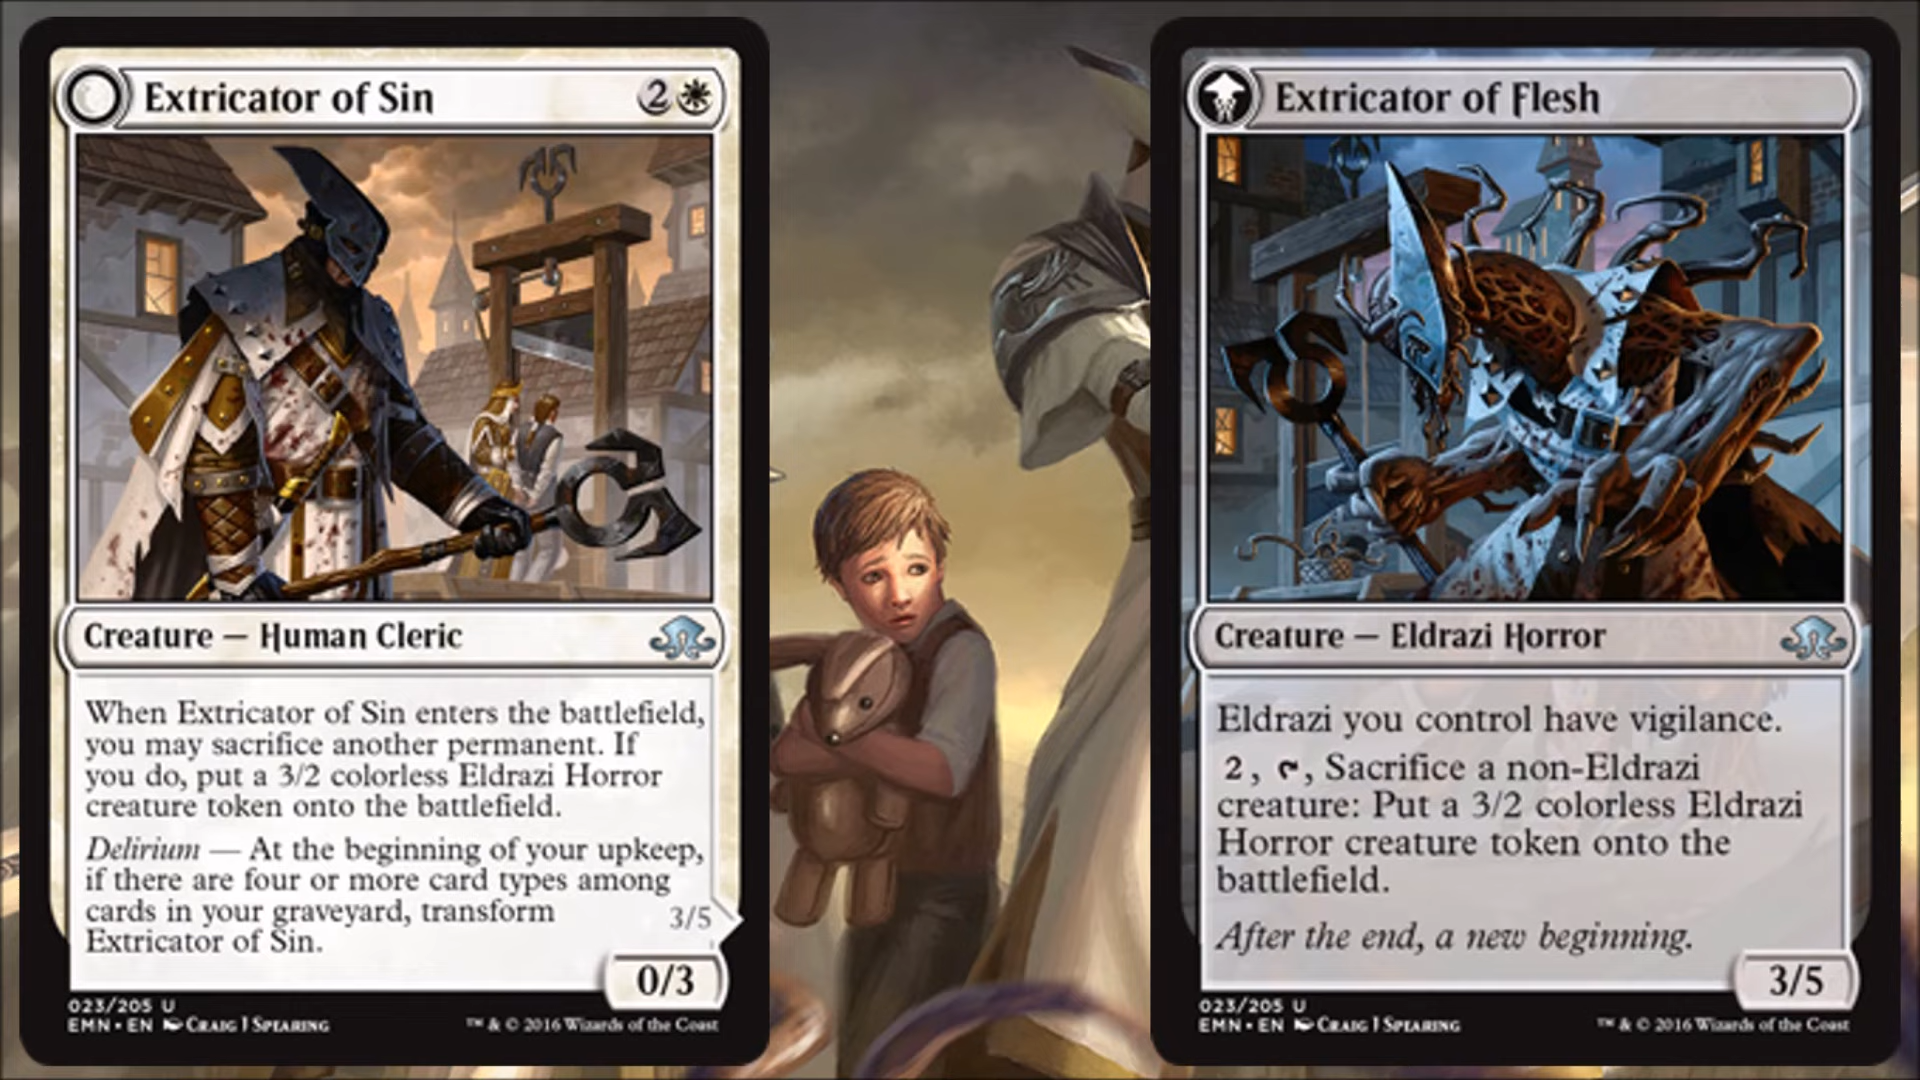 Extricator of Sin
2
Creature — Human Cleric
When Extricator of Sin enters the battlefield,
you may sacrifice another permanent. If
you do, put a 3/2 colorless Eldrazi Horror
creature token onto the battlefield.
Delirium — At the beginning of your upkeep,
if there are four or more card types among
cards in your graveyard, transform
Extricator of Sin.
3/5
0/3
023/205 U
EMN • EN Craig J Spearing
™ & © 2016 Wizards of the Coast
Extricator of Flesh
Creature — Eldrazi Horror
Eldrazi you control have vigilance.
2, , Sacrifice a non-Eldrazi
creature: Put a 3/2 colorless Eldrazi
Horror creature token onto the
battlefield.
After the end, a new beginning.
3/5
023/205 U
EMN • EN Craig J Spearing
™ & © 2016 Wizards of the Coast